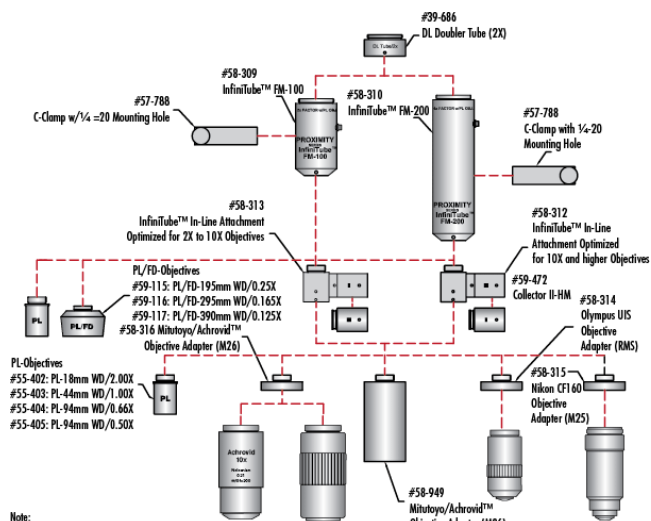 #39-686
DL Doubler Tube (2X)
DL Tube/2x
#58-309
InfiniTube™ FM-100
#58-310
InfiniTube™ FM-200
#57-788
C-Clamp w/¼ =20 Mounting Hole
PROXIMITY
InfiniTube™
FM-100
#57-788
C-Clamp with ¼-20
Mounting Hole
PROXIMITY
InfiniTube™
FM-200
#58-313
InfiniTube™ In-Line Attachment
Optimized for 2X to 10X Objectives
#58-312
InfiniTube™ In-Line
Attachment Optimized
for 10X and higher Objectives
#59-472
Collector II-HM
PL
PL/FD
PL/FD-Objectives
#59-115: PL/FD-195mm WD/0.25X
#59-116: PL/FD-295mm WD/0.165X
#59-117: PL/FD-390mm WD/0.125X
#58-316 Mitutoyo/Achrovid™
Objective Adapter (M26)
#58-314
Olympus UIS
Objective
Adapter (RMS)
#58-315
Nikon CF160
Objective
Adapter (M25)
PL-Objectives
#55-402: PL-18mm WD/2.00X
#55-403: PL-44mm WD/1.00X
#55-404: PL-94mm WD/0.66X
#55-405: PL-94mm WD/0.50X
PL
Achrovid
10x
#58-949
Mitutoyo/Achrovid™
Objective Adapter (M26)
Note: